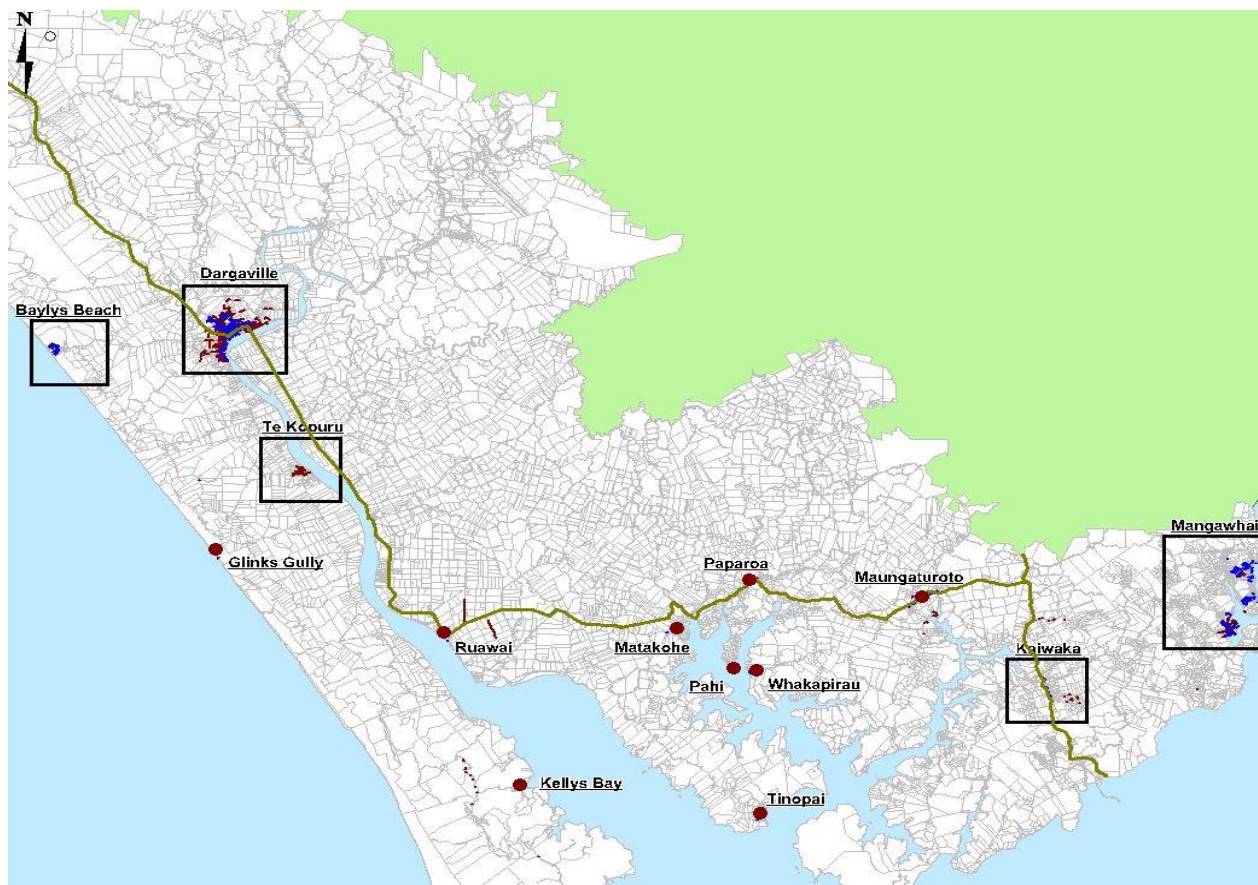 N
Dargaville
Baylys Beach
Te Kopuru
Mangawhai
Glinks Gully
Paparoa
Maungaturoto
Ruawai
Matakohe
Kaiwaka
Pahi
Whakapirau
Kellys Bay
Tinopai